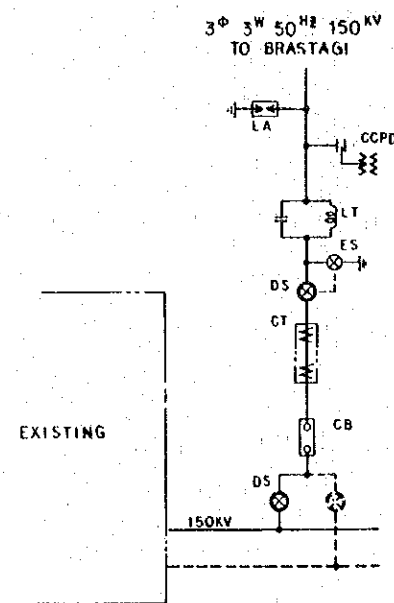 3Φ 3W 50HZ 150KV
TO BRASTAGI
LA
CCPD
LT
ES
DS
CT
EXISTING
CB
DS
150KV